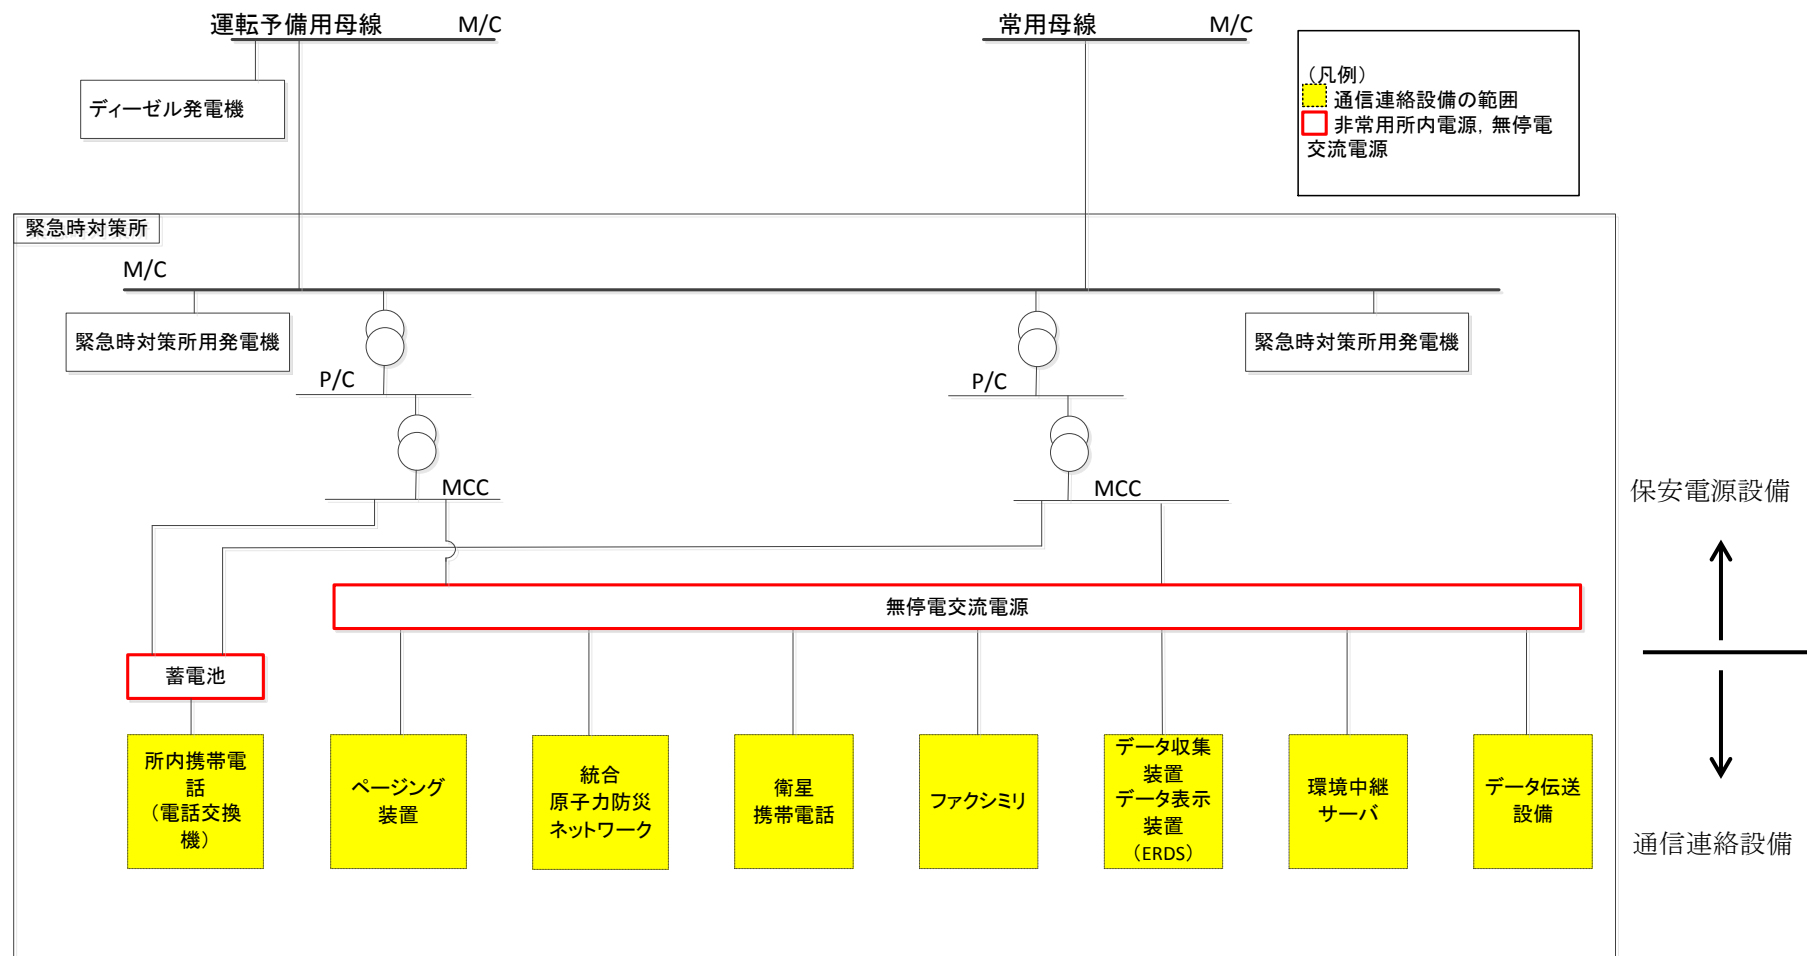 運転予備用母線 M/C
常用母線 M/C
ディーゼル発電機
（凡例）
通信連絡設備の範囲
非常用所内電源，無停電
交流電源
緊急時対策所
M/C
緊急時対策所用発電機
緊急時対策所用発電機
P/C
P/C
MCC
MCC
保安電源設備
無停電交流電源
蓄電池
所内携帯電
話
（電話交換
機）
ページング
装置
統合
原子力防災
ネットワーク
衛星
携帯電話
ファクシミリ
データ収集
装置
データ表示
装置
（ERDS）
環境中継
サーバ
データ伝送
設備
通信連絡設備